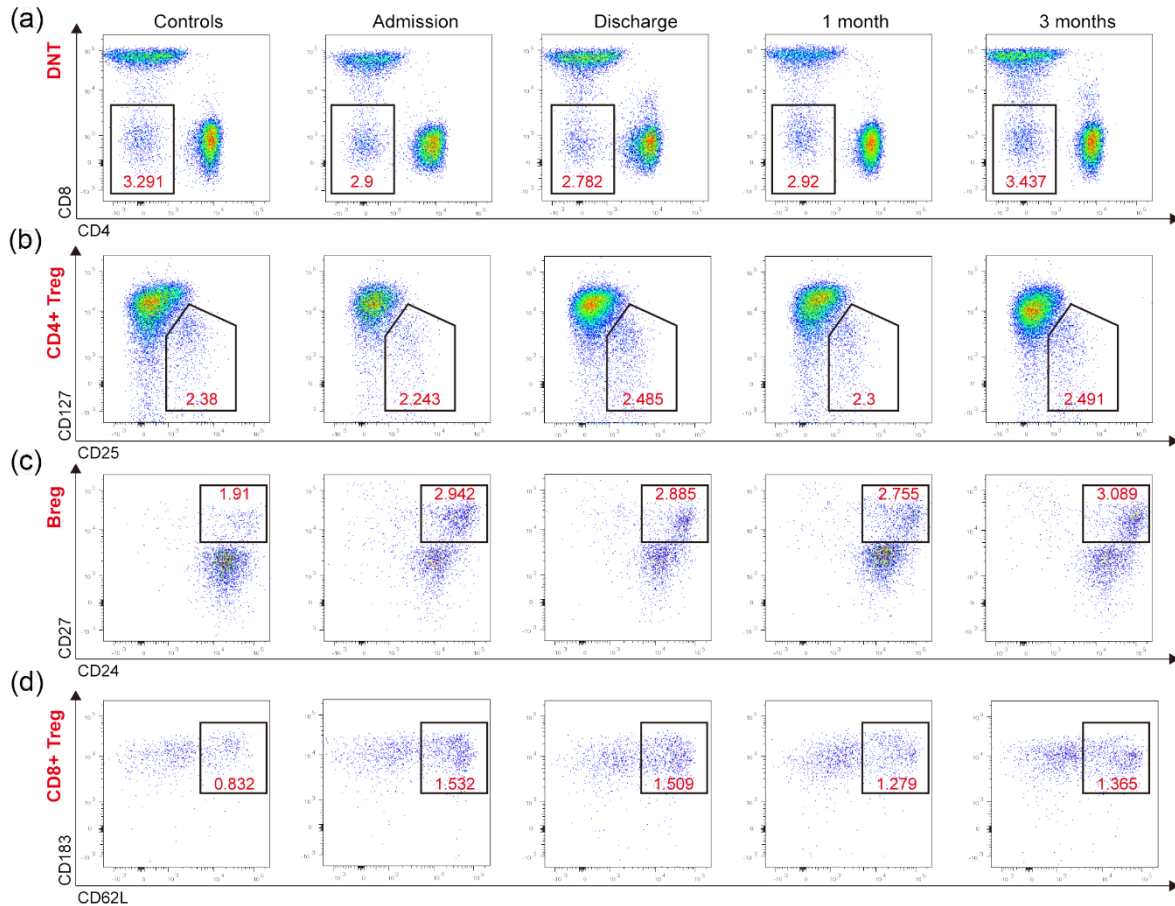 (a) Controls Admission Discharge 1 month 3 months
DNT
CD8
3.291 2.9 2.782 2.92 3.437
CD4
(b)
CD4+ Treg
CD127
2.38 2.243 2.485 2.3 2.491
CD25
(c)
Breg
CD27
1.91 2.942 2.885 2.755 3.089
CD24
(d)
CD8+ Treg
CD183
0.832 1.532 1.509 1.279 1.365
CD62L